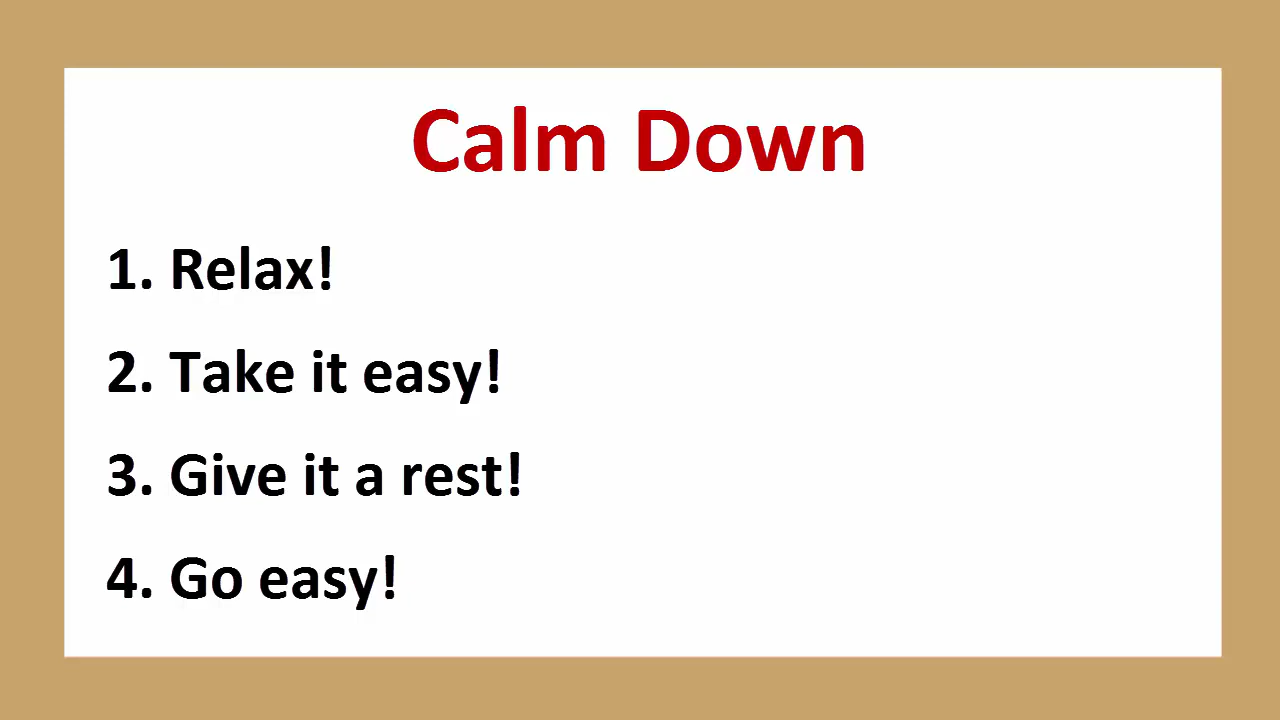 Calm Down
1. Relax!
2. Take it easy!
3. Give it a rest!
4. Go easy!